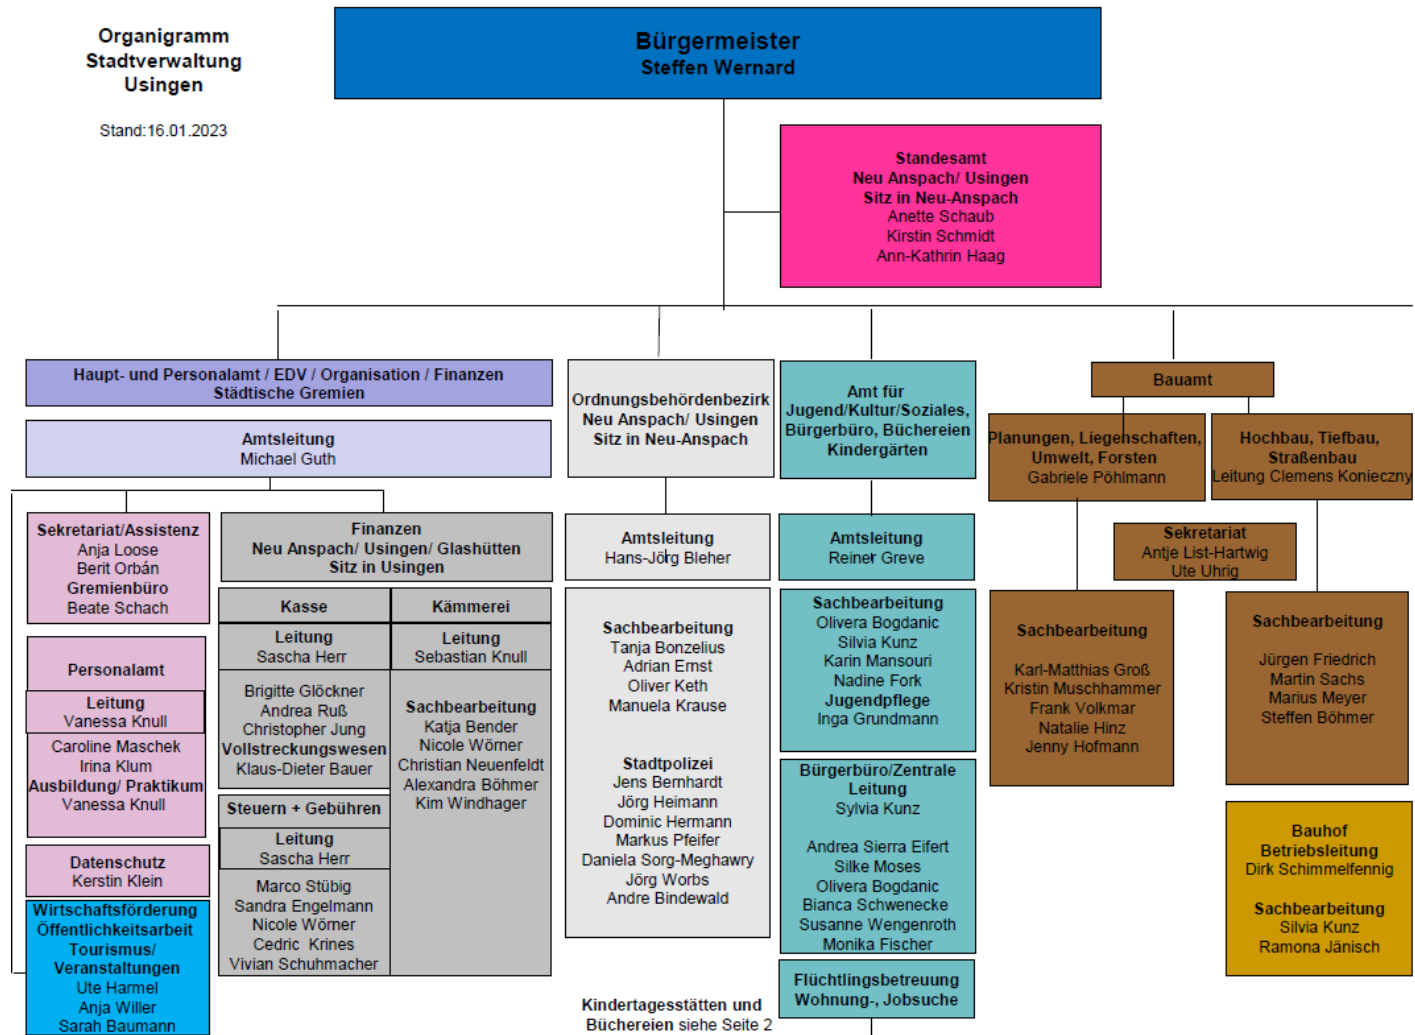 Organigramm
Stadtverwaltung
Usingen
Stand:16.01.2023
Bürgermeister
Steffen Wernard
Standesamt
Neu Anspach/ Usingen
Sitz in Neu-Anspach
Anette Schaub
Kirstin Schmidt
Ann-Kathrin Haag
Haupt- und Personalamt / EDV / Organisation / Finanzen
Städtische Gremien
Amtsleitung
Michael Guth
Sekretariat/Assistenz
Anja Loose
Berit Orbán
Gremienbüro
Beate Schach
Personalamt
Leitung
Vanessa Knull
Caroline Maschek
Irina Klum
Ausbildung/ Praktikum
Vanessa Knull
Datenschutz
Kerstin Klein
Wirtschaftsförderung
Öffentlichkeitsarbeit
Tourismus/
Veranstaltungen
Ute Harmel
Anja Willer
Sarah Baumann
Finanzen
Neu Anspach/ Usingen/ Glashütten
Sitz in Usingen
Kasse
Leitung
Sascha Herr
Brigitte Glöckner
Andrea Ruß
Christopher Jung
Vollstreckungswesen
Klaus-Dieter Bauer
Steuern + Gebühren
Leitung
Sascha Herr
Marco Stübig
Sandra Engelmann
Nicole Wörner
Cedric Krines
Vivian Schuhmacher
Kämmerei
Leitung
Sebastian Knull
Sachbearbeitung
Katja Bender
Nicole Wörner
Christian Neuenfeldt
Alexandra Böhmer
Kim Windhager
Ordnungsbehördenbezirk
Neu Anspach/ Usingen
Sitz in Neu-Anspach
Amtsleitung
Hans-Jörg Bleher
Sachbearbeitung
Tanja Bonzelius
Adrian Ernst
Oliver Keth
Manuela Krause
Stadtpolizei
Jens Bernhardt
Jörg Heimann
Dominic Hermann
Markus Pfeifer
Daniela Sorg-Meghawry
Jörg Worbs
Andre Bindewald
Kindertagesstätten und
Büchereien siehe Seite 2
Amt für
Jugend/Kultur/Soziales,
Bürgerbüro, Büchereien
Kindergärten
Amtsleitung
Reiner Greve
Sachbearbeitung
Olivera Bogdanic
Silvia Kunz
Karin Mansouri
Nadine Fork
Jugendpflege
Inga Grundmann
Bürgerbüro/Zentrale
Leitung
Sylvia Kunz
Andrea Sierra Eifert
Silke Moses
Olivera Bogdanic
Bianca Schwenecke
Susanne Wengenroth
Monika Fischer
Flüchtlingsbetreuung
Wohnung-, Jobsuche
Bauamt
Planungen, Liegenschaften,
Umwelt, Forsten
Gabriele Pöhlmann
Hochbau, Tiefbau,
Straßenbau
Leitung Clemens Konieczny
Sekretariat
Antje List-Hartwig
Ute Uhrig
Sachbearbeitung
Karl-Matthias Groß
Kristin Muschhammer
Frank Volkmar
Natalie Hinz
Jenny Hofmann
Sachbearbeitung
Jürgen Friedrich
Martin Sachs
Marius Meyer
Steffen Böhmer
Bauhof
Betriebsleitung
Dirk Schimmelfennig
Sachbearbeitung
Silvia Kunz
Ramona Jänisch